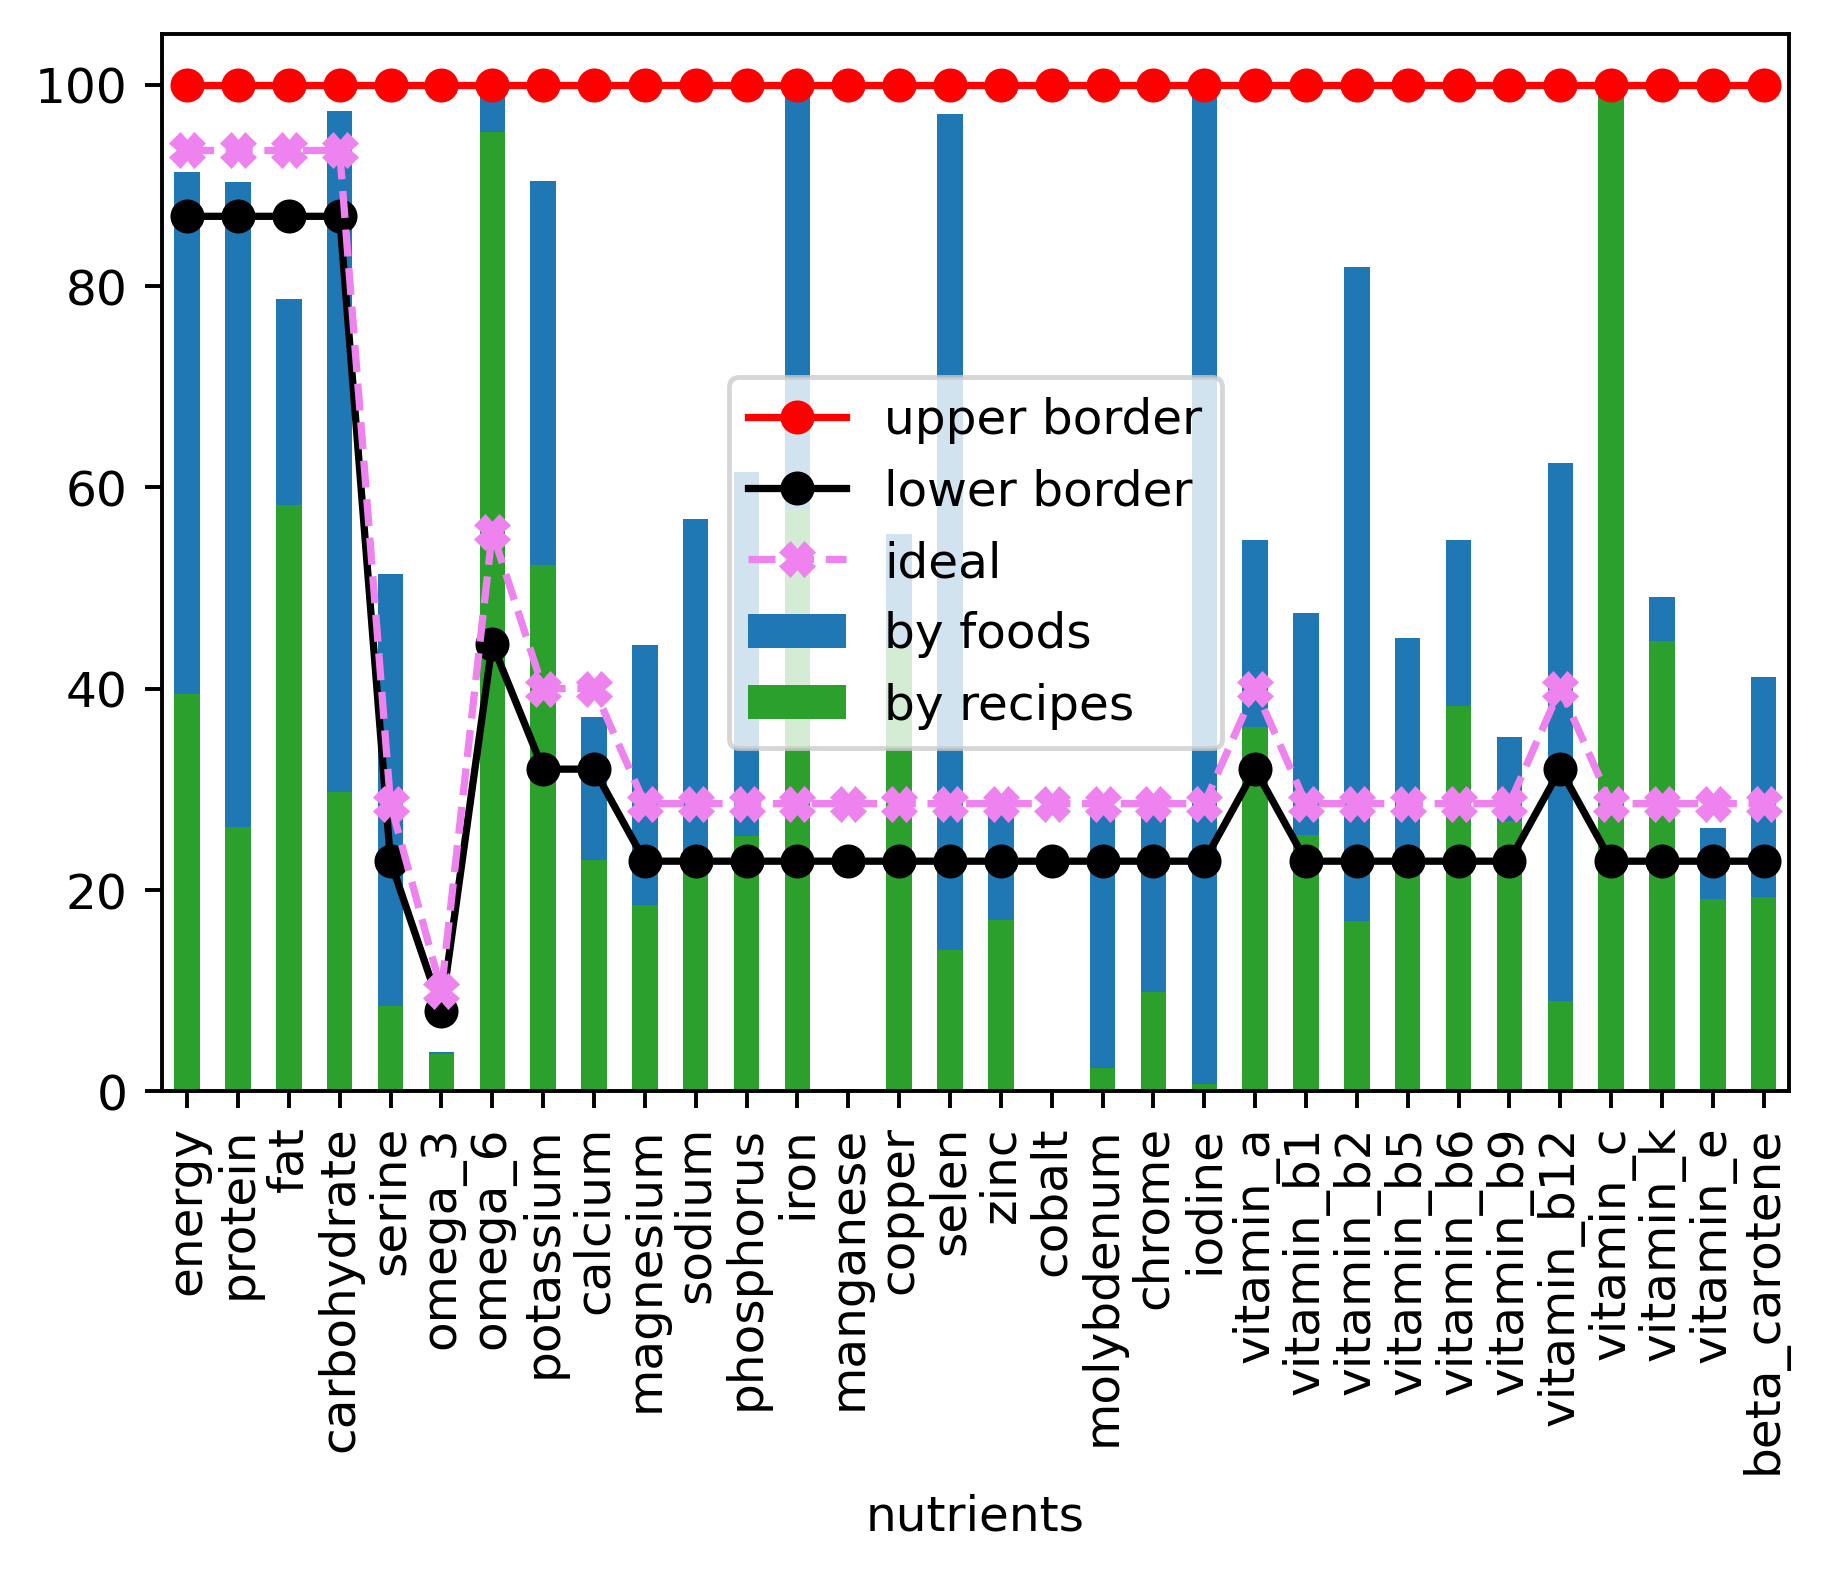 100
80
60
40
20
0
upper border
lower border
ideal
by foods
by recipes
energy
protein
fat
carbohydrate
serine
omega_3
omega_6
potassium
calcium
magnesium
sodium
phosphorus
iron
manganese
copper
selen
zinc
cobalt
molybdenum
chrome
iodine
vitamin_a
vitamin_b1
vitamin_b2
vitamin_b5
vitamin_b6
vitamin_b9
vitamin_b12
vitamin_c
vitamin_k
vitamin_e
beta_carotene
nutrients